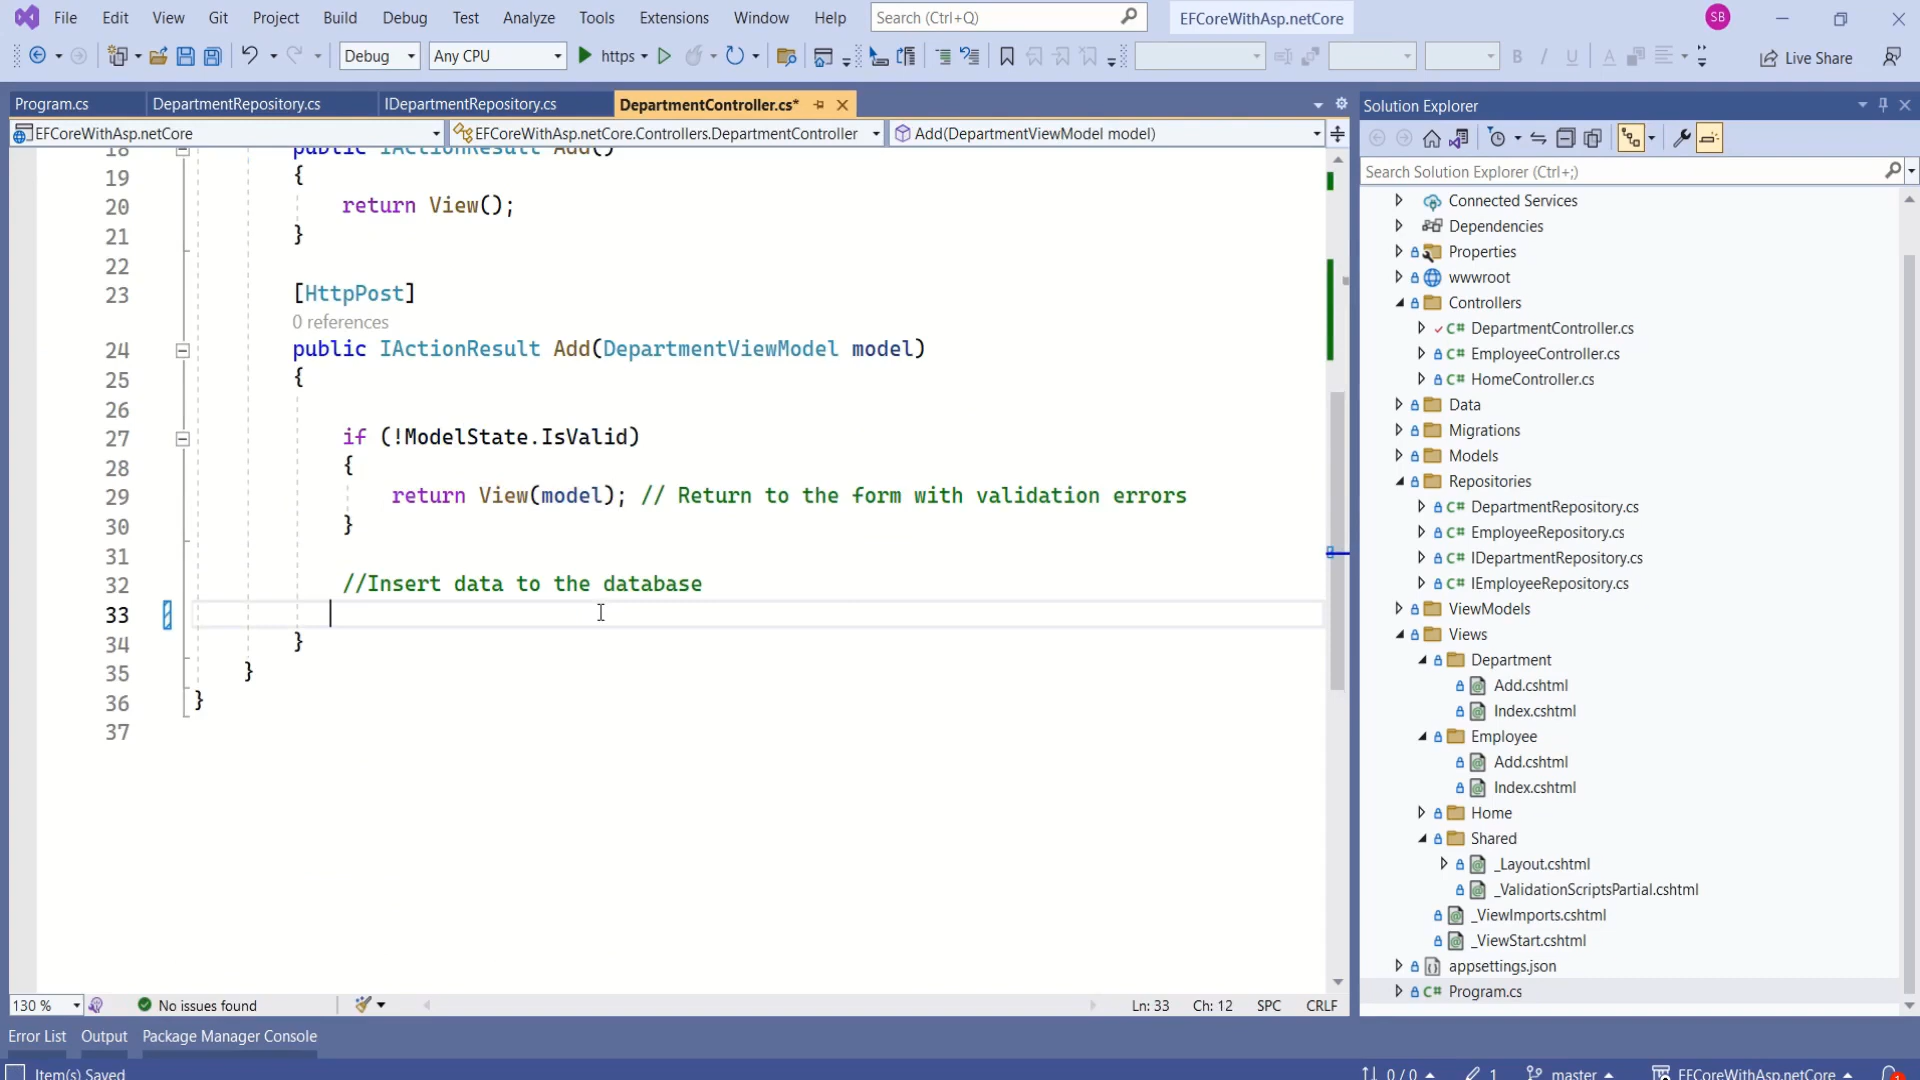 File Edit View Git Project Build Debug Test Analyze Tools Extensions Window Help Search (Ctrl+Q) EFCoreWithAsp.netCore SB
Debug Any CPU https Live Share
Program.cs DepartmentRepository.cs IDepartmentRepository.cs DepartmentController.cs*
EFCoreWithAsp.netCore EFCoreWithAsp.netCore.Controllers.DepartmentController Add(DepartmentViewModel model)
18 public IActionResult Add()
19 {
20 return View();
21 }
22
23 [HttpPost]
0 references
24 public IActionResult Add(DepartmentViewModel model)
25 {
26
27 if (!ModelState.IsValid)
28 {
29 return View(model); // Return to the form with validation errors
30 }
31
32 //Insert data to the database
33
34 }
35 }
36 }
37
130 % No issues found Ln: 33 Ch: 12 SPC CRLF
Solution Explorer
Search Solution Explorer (Ctrl+;)
Connected Services
Dependencies
Properties
wwwroot
Controllers
C# DepartmentController.cs
C# EmployeeController.cs
C# HomeController.cs
Data
Migrations
Models
Repositories
C# DepartmentRepository.cs
C# EmployeeRepository.cs
C# IDepartmentRepository.cs
C# IEmployeeRepository.cs
ViewModels
Views
Department
Add.cshtml
Index.cshtml
Employee
Add.cshtml
Index.cshtml
Home
Shared
_Layout.cshtml
_ValidationScriptsPartial.cshtml
_ViewImports.cshtml
_ViewStart.cshtml
appsettings.json
C# Program.cs
Error List Output Package Manager Console
Item(s) Saved 0 / 0 1 master EFCoreWithAsp.netCore 1